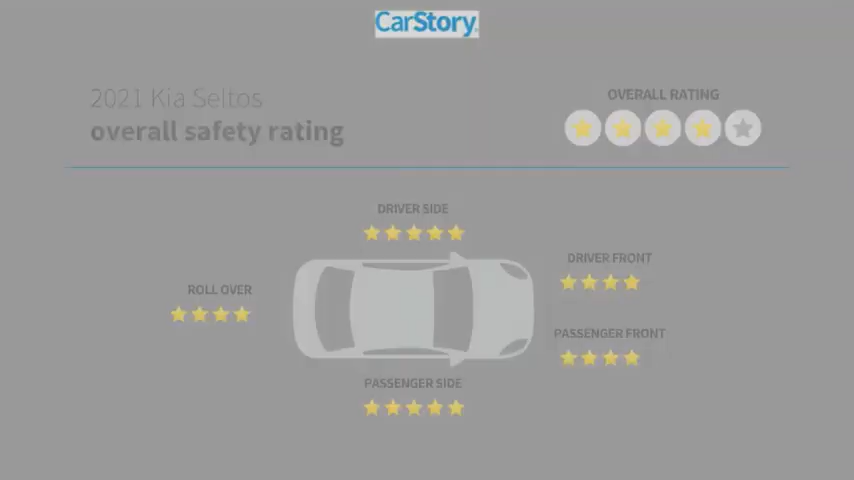 CarStory
2021 Kia Seltos
overall safety rating
OVERALL RATING
DRIVER SIDE
DRIVER FRONT
ROLL OVER
PASSENGER FRONT
PASSENGER SIDE